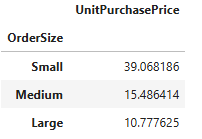 UnitPurchasePrice
OrderSize
Small 39.068186
Medium 15.486414
Large 10.777625